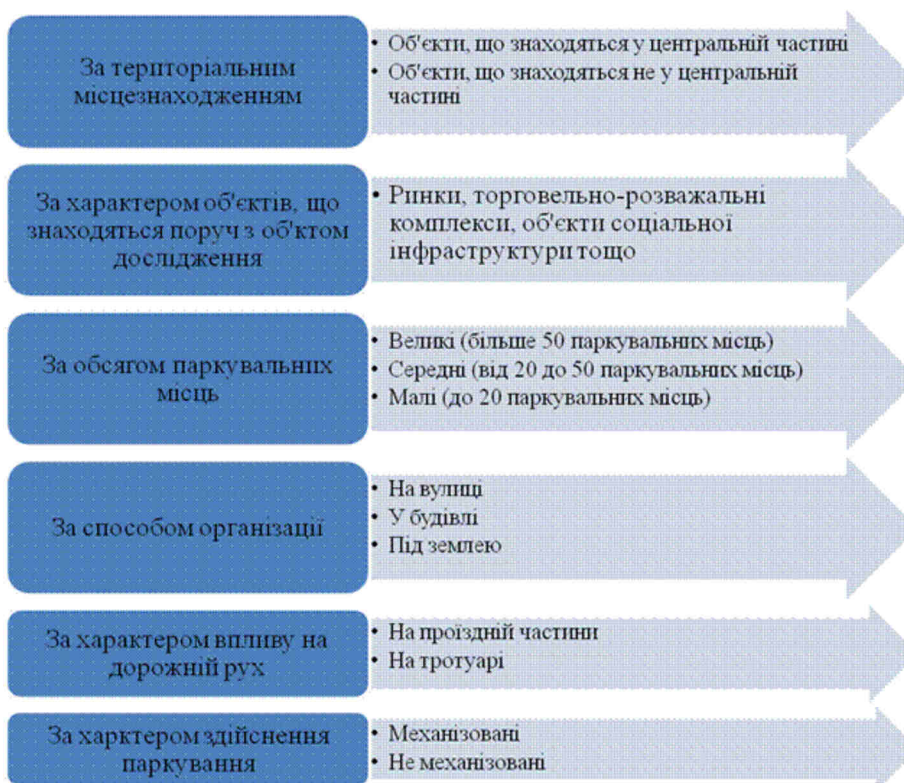 За територіальним
місцезнаходженням
• Об'єкти, що знаходяться у центральній частині
• Об'єкти, що знаходяться не у центральній
частині
За характером об'єктів, що
знаходяться поруч з об'ктом
дослідження
• Ринки, торговельно-розважальні
комплекси, об'єкти соціальної
інфраструктури тощо
За обсягом паркувальних
місць
• Великі (більше 50 паркувальних місць)
• Середні (від 20 до 50 паркувальних місць)
• Малі (до 20 паркувальних місць)
За способом організації
• На вулиці
• У будівлі
• Під землею
За характером впливу на
дорожній рух
• На проїздній частини
• На тротуарі
За харктером здійснення
паркування
• Механізовані
• Не механізовані